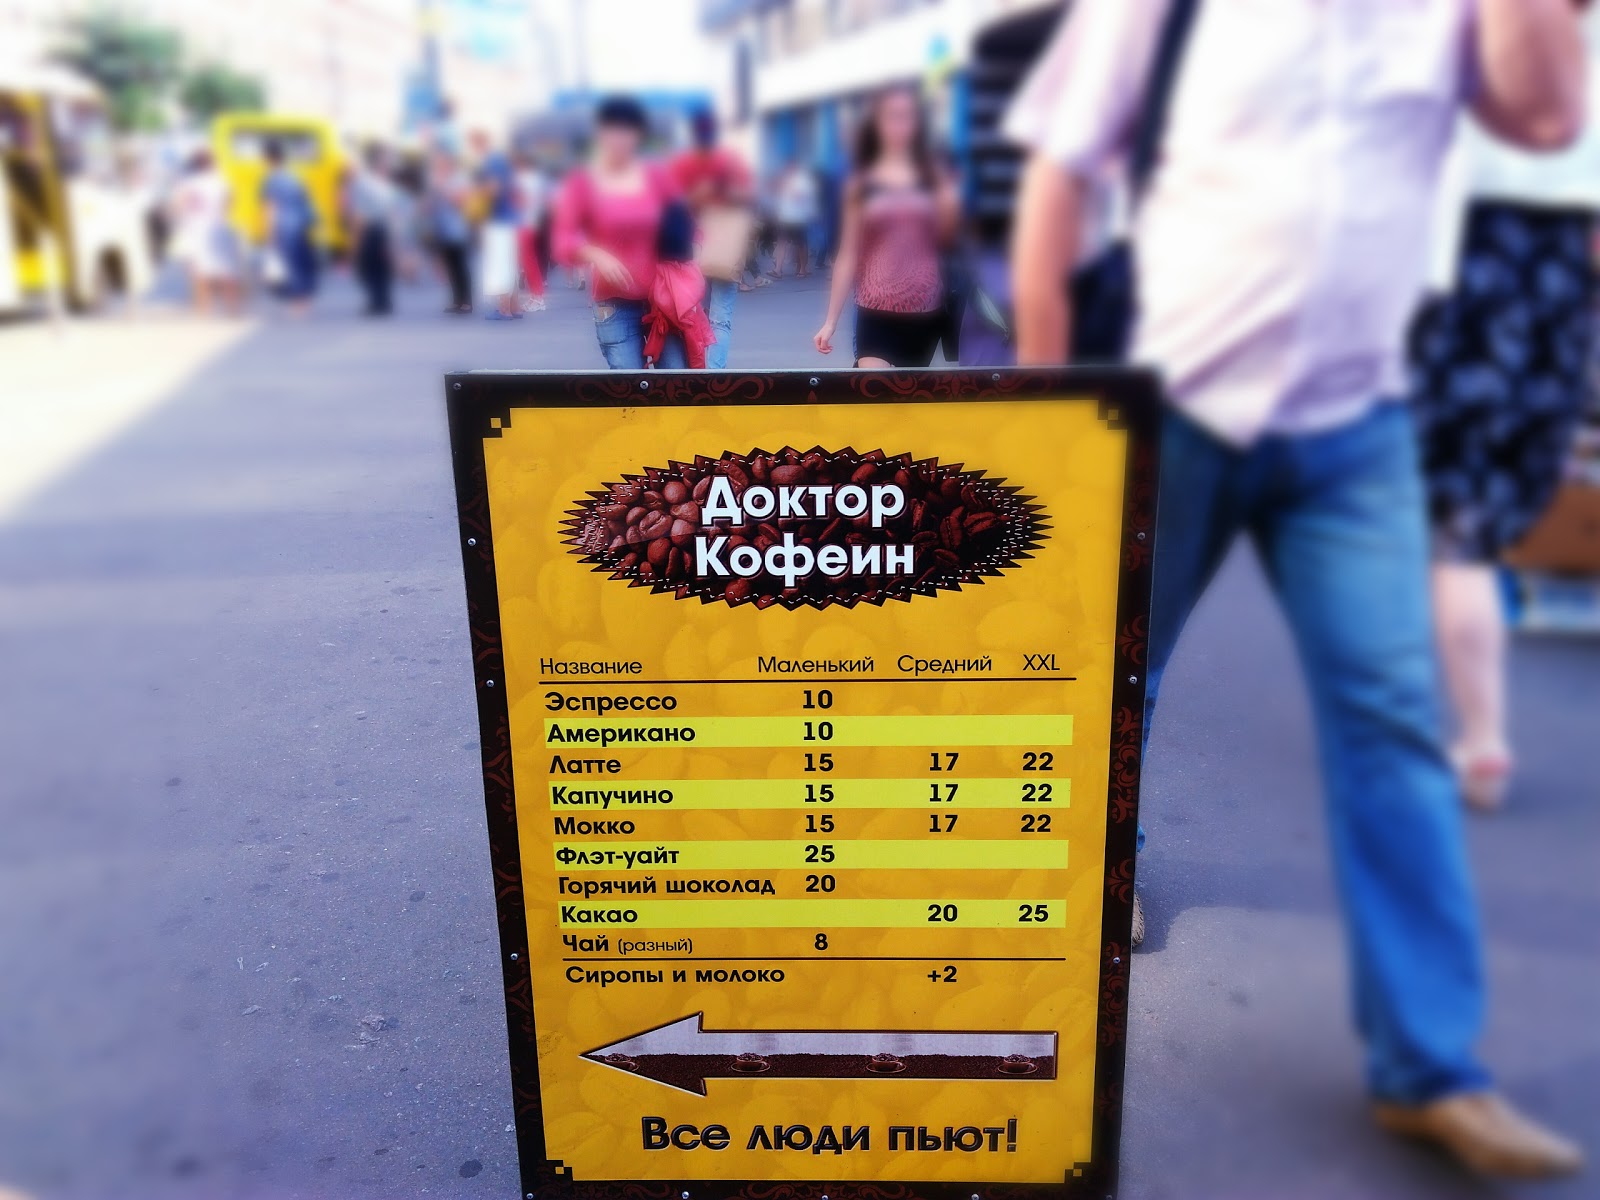 Доктор
Кофеин
Название Маленький Средний XXL
Эспрессо 10
Американо 10
Латте 15 17 22
Капучино 15 17 22
Мокко 15 17 22
Флэт-уайт 25
Горячий шоколад 20
Какао 20 25
Чай (разный) 8
Сиропы и молоко +2
Все люди пьют!